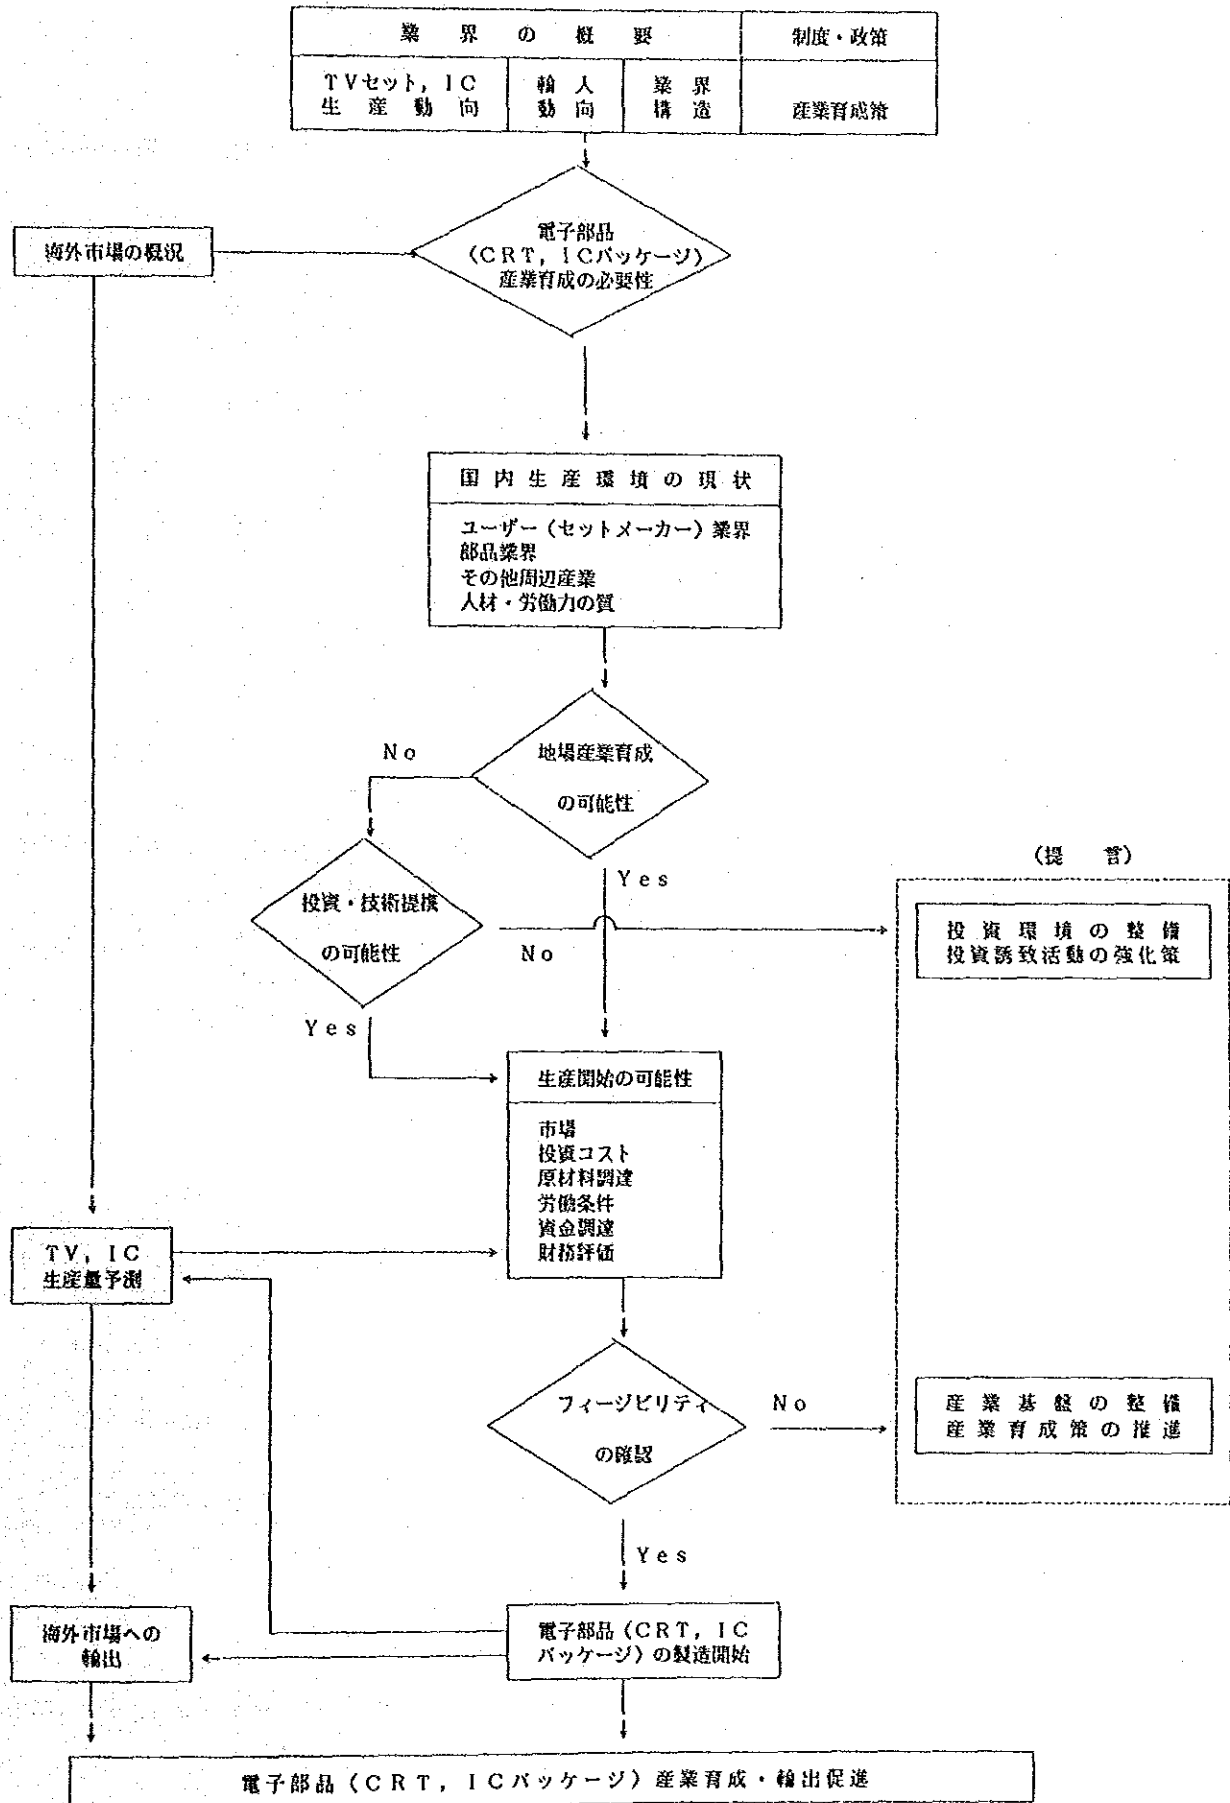 業界の概要
制度・政策
TVセット，IC
生産動向
輸入
動向
業界
構造
産業育成策
海外市場の概況
電子部品
（CRT，ICパッケージ）
産業育成の必要性
国内生産環境の現状
ユーザー（セットメーカー）業界
部品業界
その他周辺産業
人材・労働力の質
No
地場産業育成
の可能性
Yes
（提言）
投資・技術提携
の可能性
No
Yes
投資環境の整備
投資誘致活動の強化策
生産開始の可能性
市場
投資コスト
原材料調達
労働条件
資金調達
財務評価
TV，IC
生産量予測
フィージビリティ
の確認
No
産業基盤の整備
産業育成策の推進
Yes
海外市場への
輸出
電子部品（CRT，IC
パッケージ）の製造開始
電子部品（CRT，ICパッケージ）産業育成・輸出促進